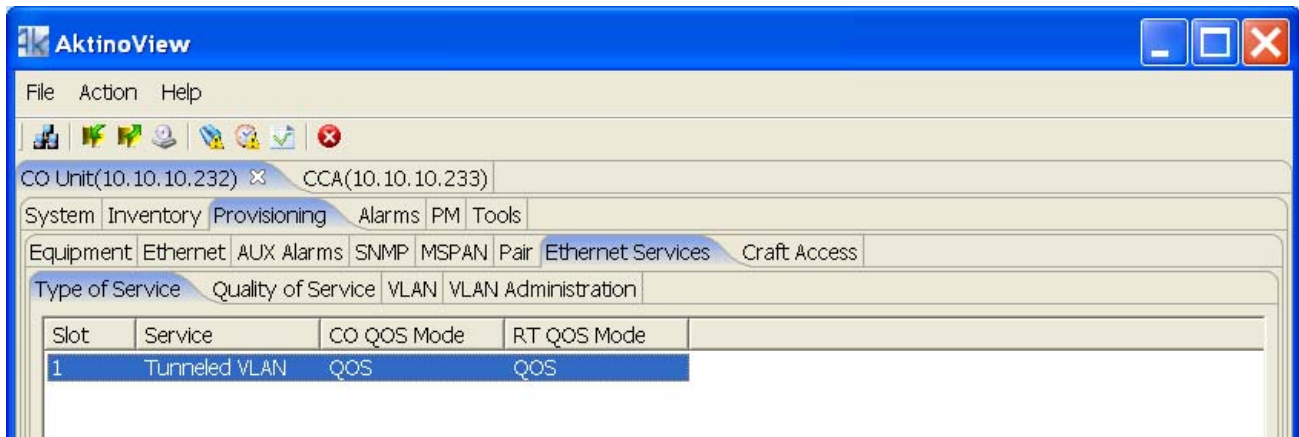 AktinoView
File Action Help
CO Unit(10.10.10.232) CCA(10.10.10.233)
System Inventory Provisioning Alarms PM Tools
Equipment Ethernet AUX Alarms SNMP MSPAN Pair Ethernet Services Craft Access
Type of Service Quality of Service VLAN VLAN Administration
Slot Service CO QOS Mode RT QOS Mode
1 Tunneled VLAN QOS QOS